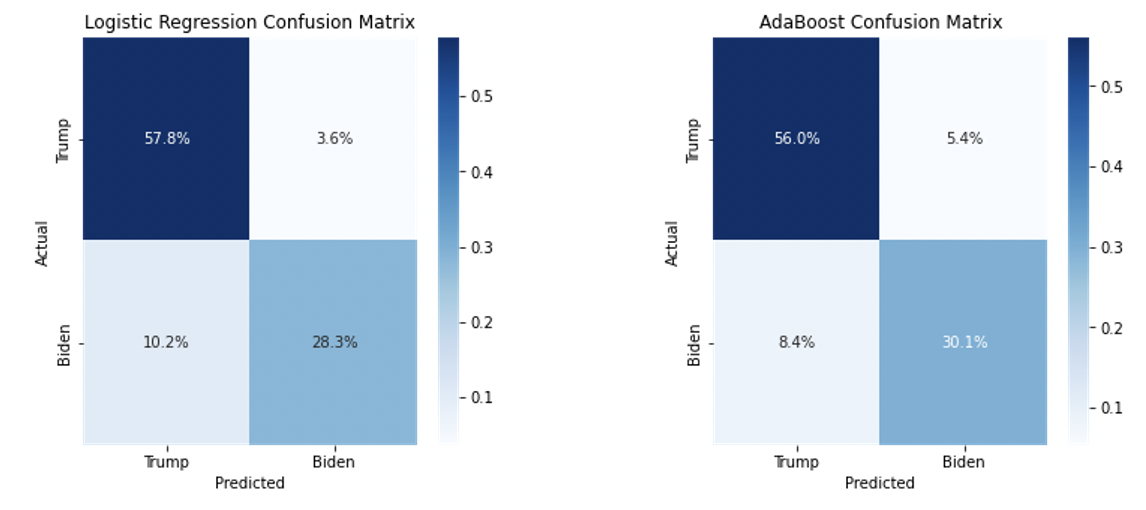 Logistic Regression Confusion Matrix
Actual
Trump
Biden
57.8%
3.6%
10.2%
28.3%
Trump
Biden
Predicted
0.5
0.4
0.3
0.2
0.1
AdaBoost Confusion Matrix
Actual
Trump
Biden
56.0%
5.4%
8.4%
30.1%
Trump
Biden
Predicted
0.5
0.4
0.3
0.2
0.1